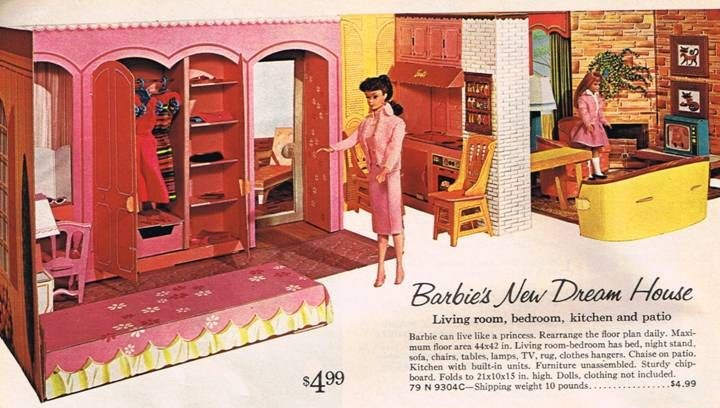 Barbie's New Dream House
Living room, bedroom, kitchen and patio
Barbie can live like a princess. Rearrange the floor plan daily. Maxi-
mum floor area 44x42 in. Living room-bedroom has bed, night stand,
sofa, chairs, tables, lamps, TV, rug, clothes hangers. Chaise on patio.
Kitchen with built-in units. Furniture unassembled. Sturdy chip-
board. Folds to 21x10x15 in. high. Dolls, clothing not included.
79 N 9304C—Shipping weight 10 pounds................$4.99
$4.99